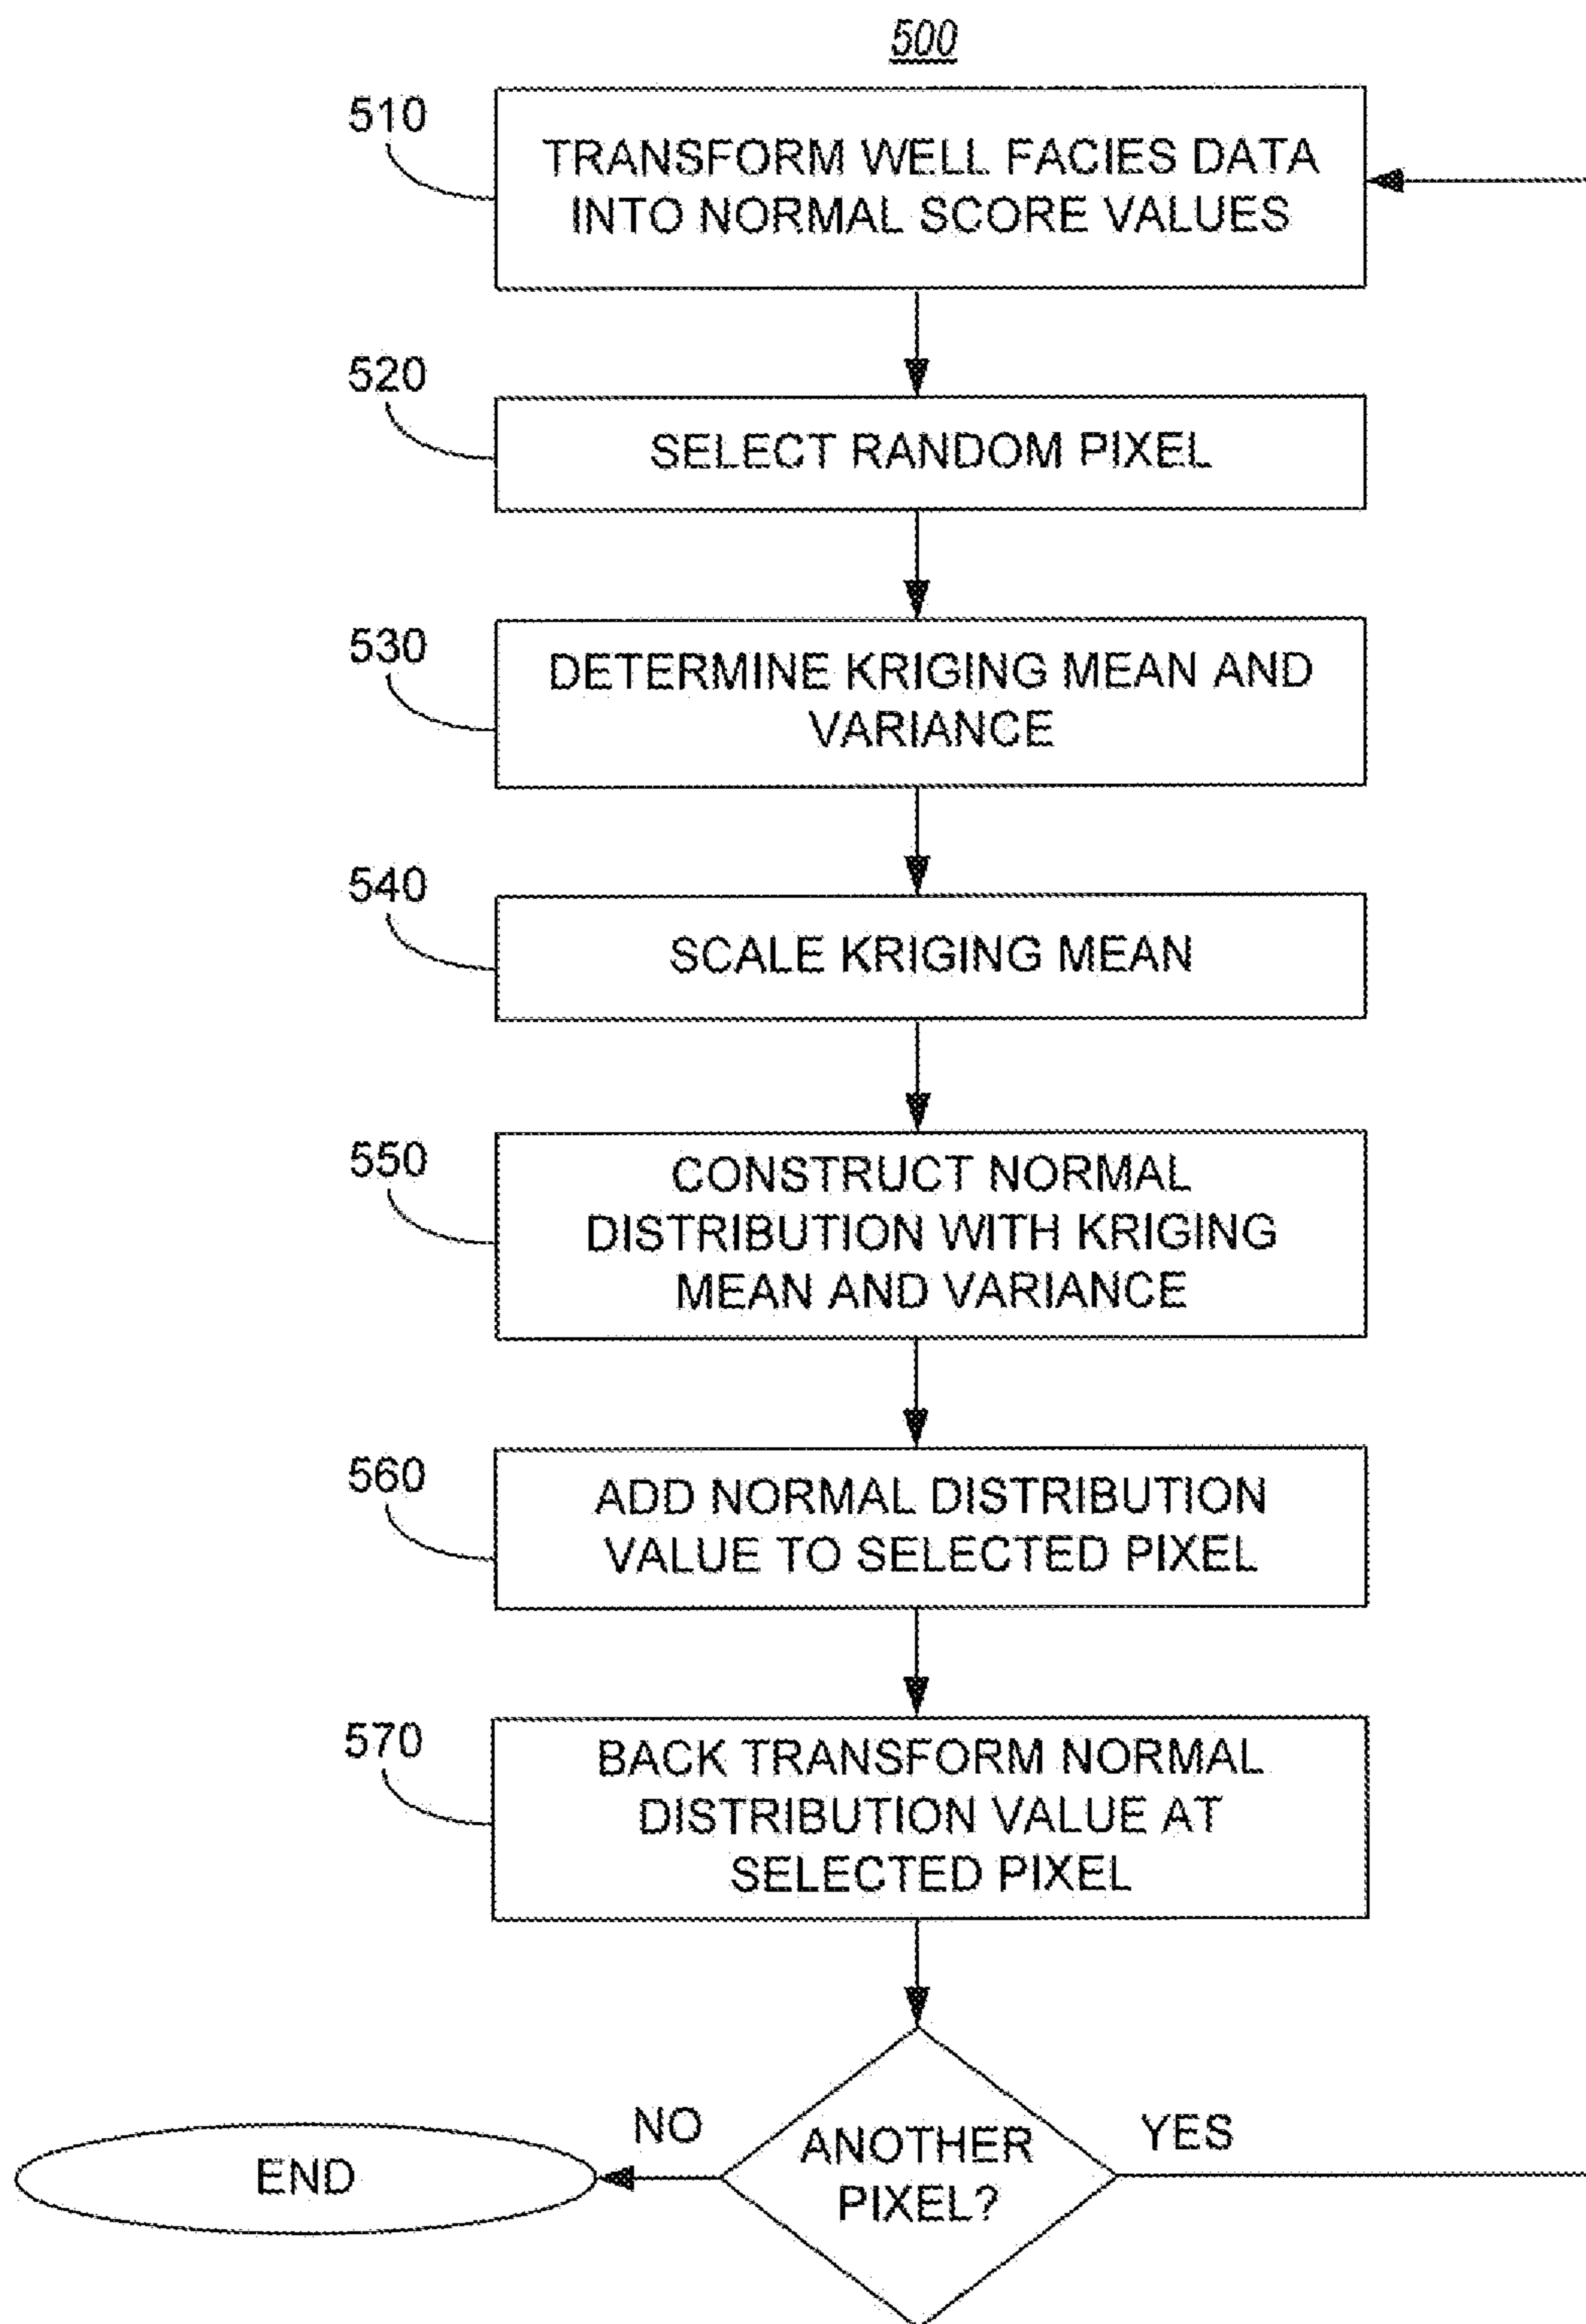 500
510
TRANSFORM WELL FACIES DATA
INTO NORMAL SCORE VALUES
520
SELECT RANDOM PIXEL
530
DETERMINE KRIGING MEAN AND
VARIANCE
540
SCALE KRIGING MEAN
550
CONSTRUCT NORMAL
DISTRIBUTION WITH KRIGING
MEAN AND VARIANCE
560
ADD NORMAL DISTRIBUTION
VALUE TO SELECTED PIXEL
570
BACK TRANSFORM NORMAL
DISTRIBUTION VALUE AT
SELECTED PIXEL
NO
YES
END
ANOTHER
PIXEL?